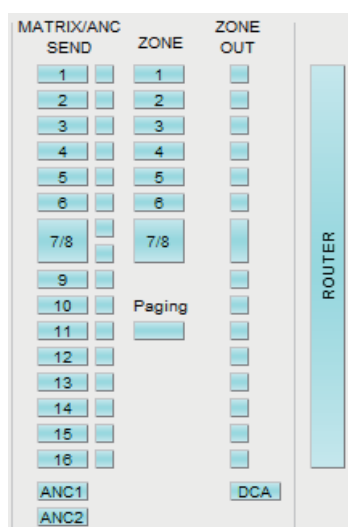 MATRIX/ANC SEND
ZONE
ZONE OUT
1 1
2 2
3 3
4 4
5 5
6 6
7/8 7/8
9
10 Paging
11
12
13
14
15
16
ANC1 DCA
ANC2
ROUTER